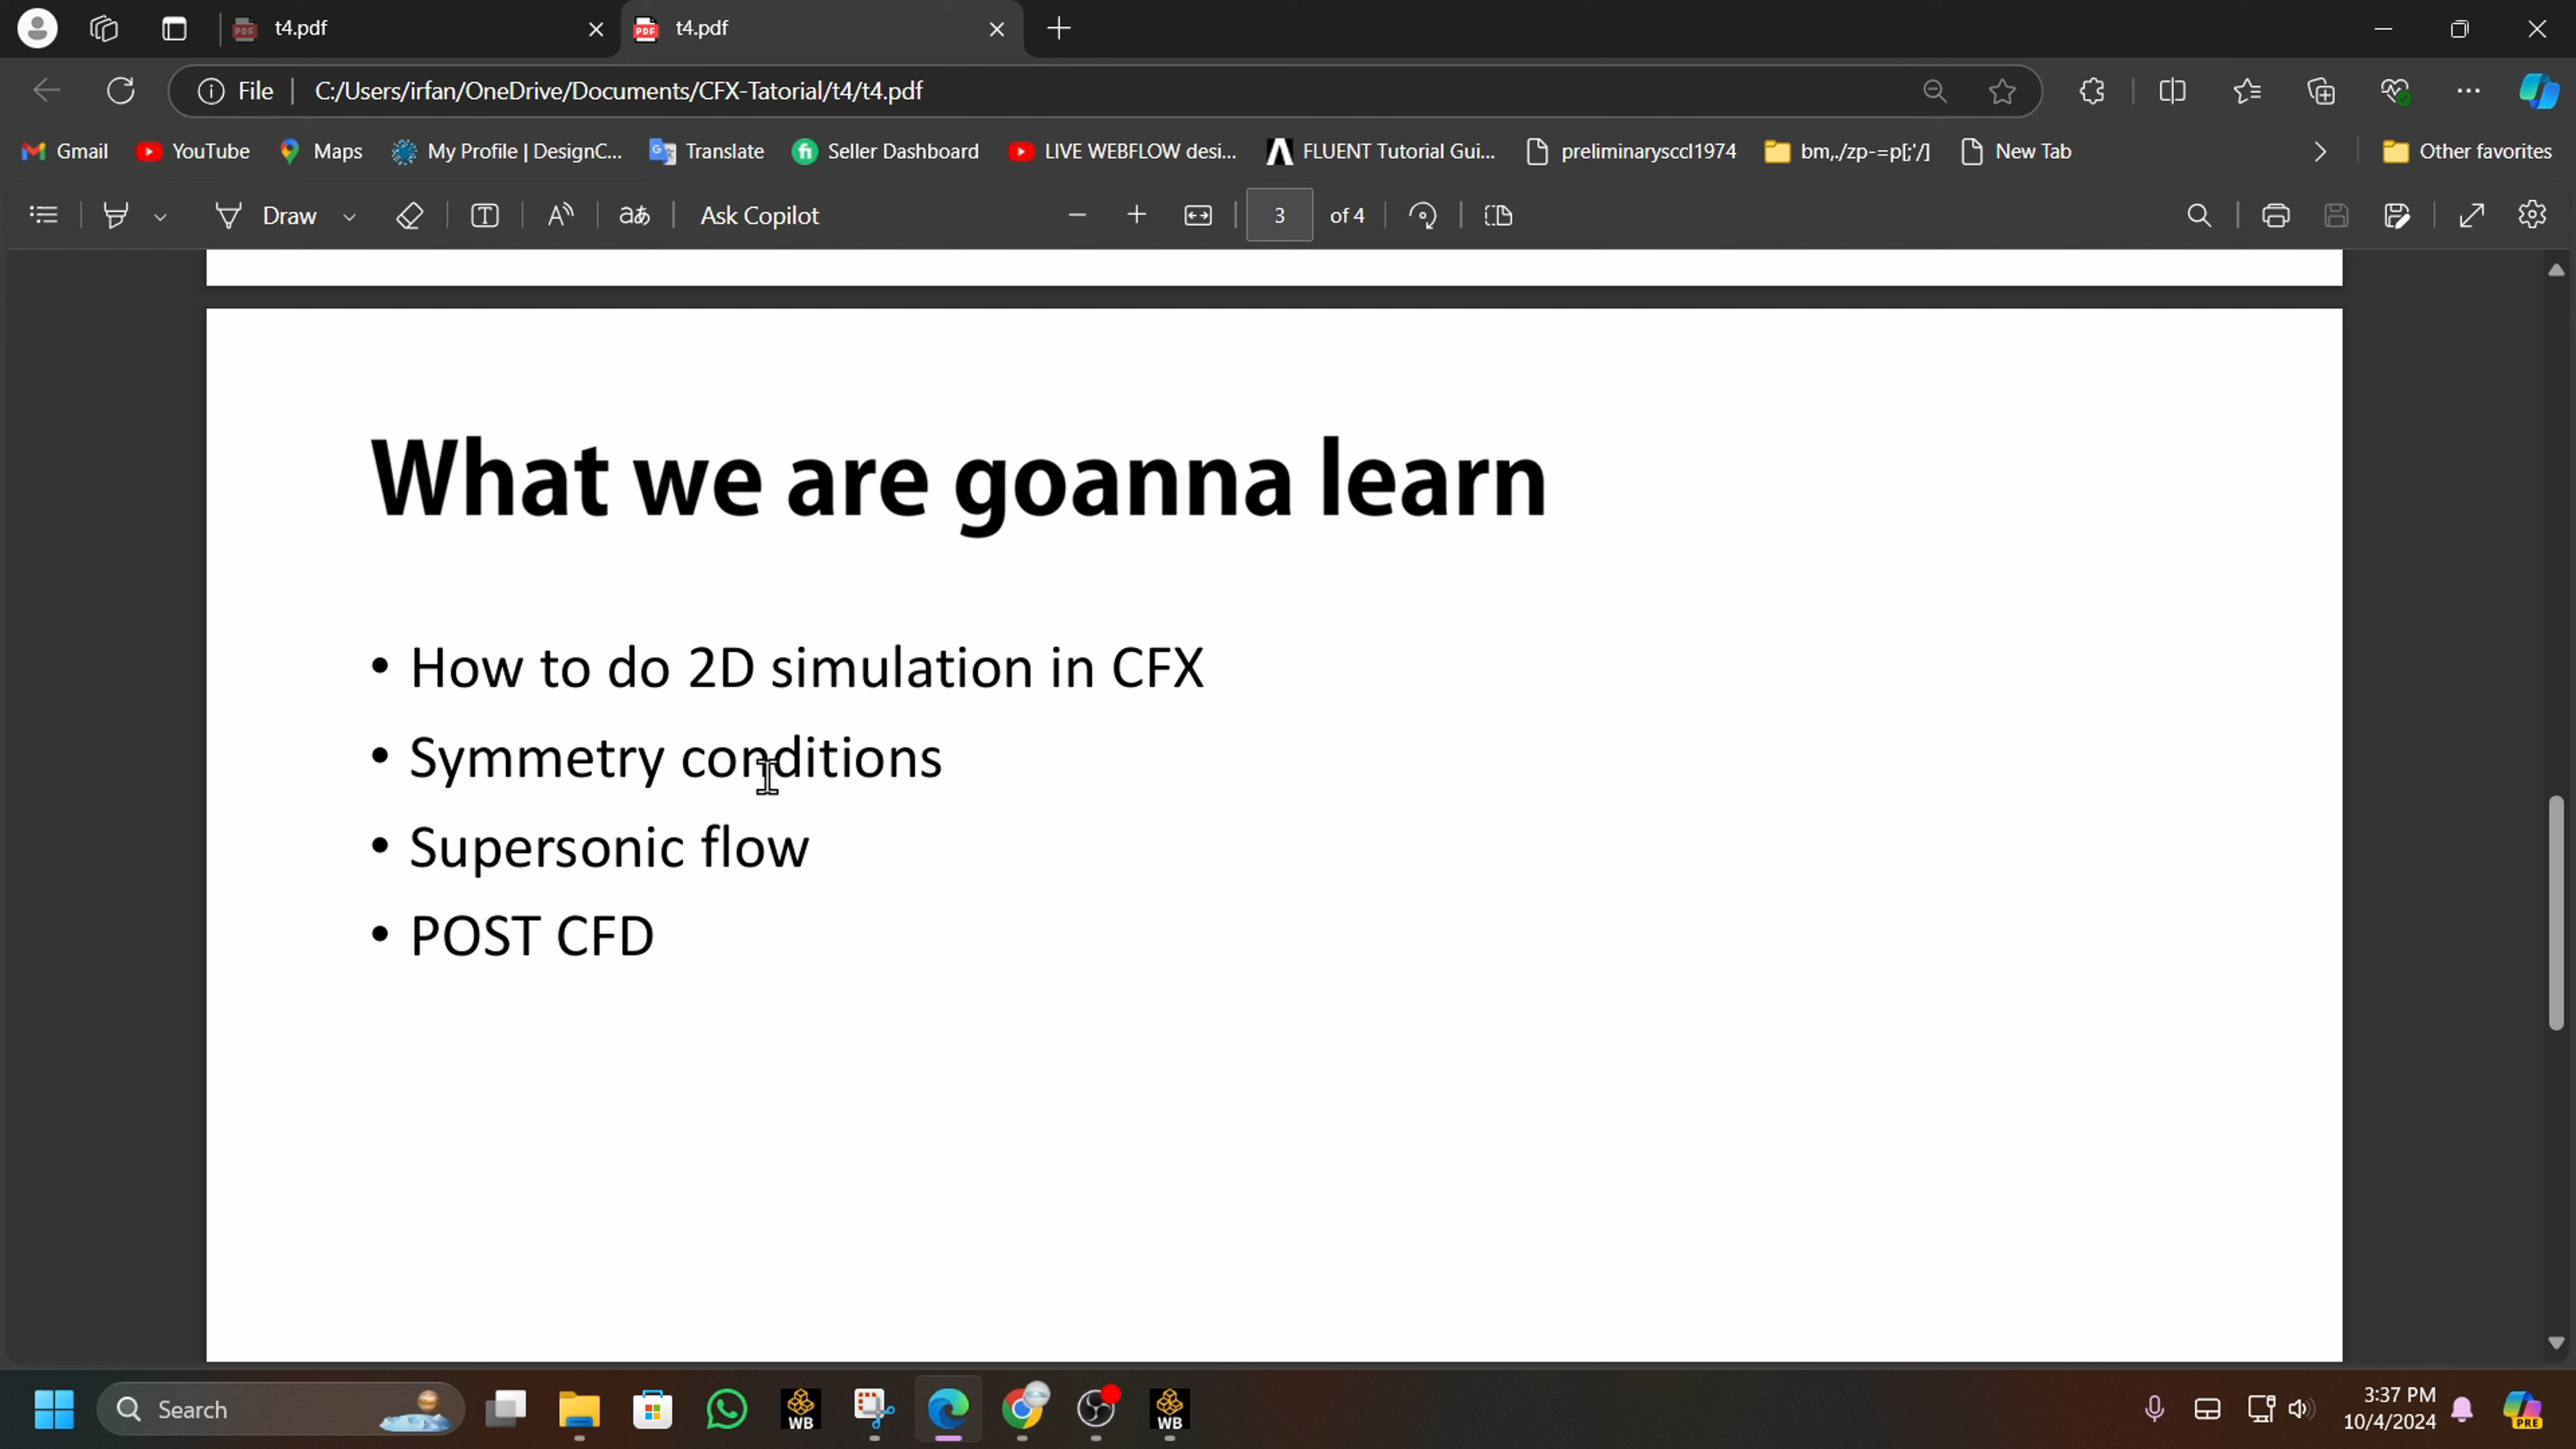 t4.pdf
t4.pdf
File
C:/Users/irfan/OneDrive/Documents/CFX-Tatorial/t4/t4.pdf
Gmail
YouTube
Maps
My Profile | DesignC...
Translate
Seller Dashboard
LIVE WEBFLOW desi...
FLUENT Tutorial Gui...
preliminarysccl1974
bm,./zp-=p[;'/]
New Tab
Other favorites
Draw
Ask Copilot
3
of 4
What we are goanna learn
• How to do 2D simulation in CFX
• Symmetry conditions
• Supersonic flow
• POST CFD
Search
WB
WB
3:37 PM
10/4/2024
PRE